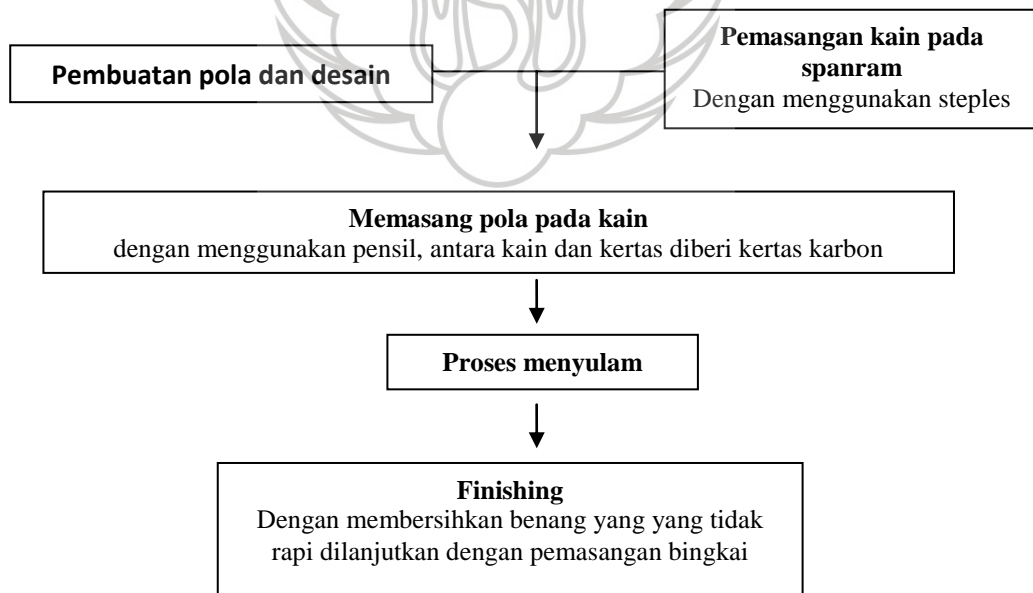 Pembuatan pola dan desain
Pemasangan kain pada
spanram
Dengan menggunakan steples
Memasang pola pada kain
dengan menggunakan pensil, antara kain dan kertas diberi kertas karbon
Proses menyulam
Finishing
Dengan membersihkan benang yang yang tidak
rapi dilanjutkan dengan pemasangan bingkai